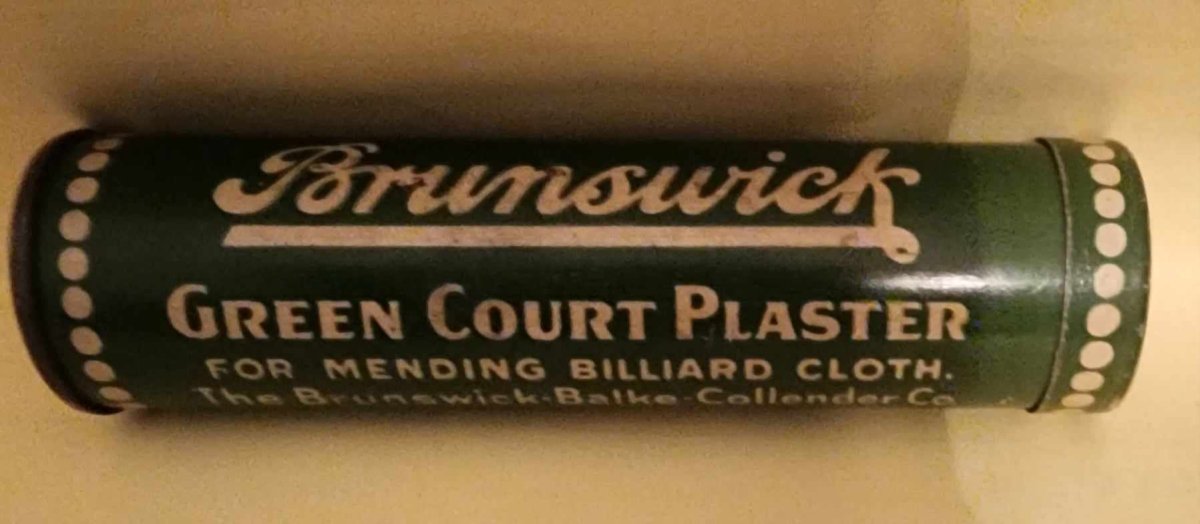 Brunswick
GREEN COURT PLASTER
FOR MENDING BILLIARD CLOTH.
The Brunswick-Balke-Collender Co